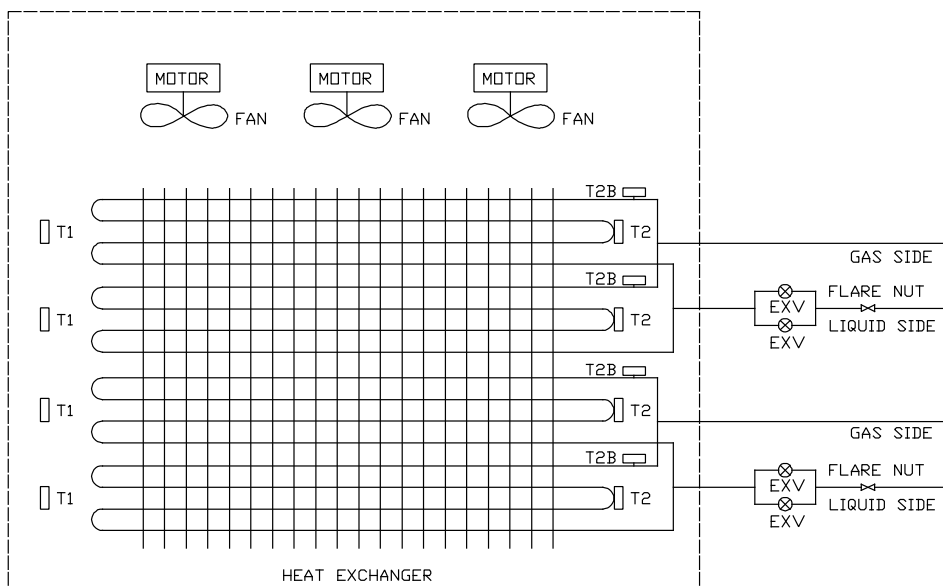 MOTOR MOTOR MOTOR
FAN FAN FAN
T2B
T1 T2
GAS SIDE
T2B
FLARE NUT
EXV
T1 T2
LIQUID SIDE
EXV
T2B
T1 T2
GAS SIDE
T2B
FLARE NUT
EXV
T1 T2
LIQUID SIDE
EXV
HEAT EXCHANGER